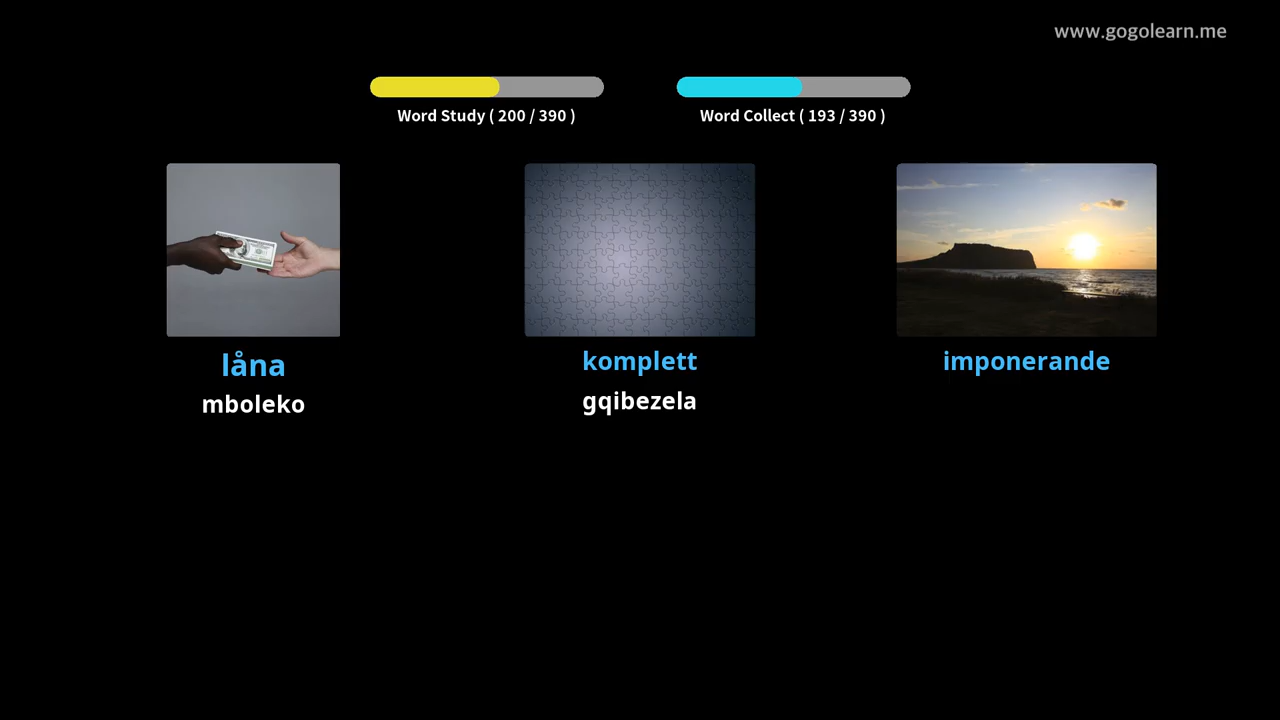 www.gogolearn.me
Word Study ( 200 / 390 )
Word Collect ( 193 / 390 )
låna
komplett
imponerande
mboleko
gqibezela